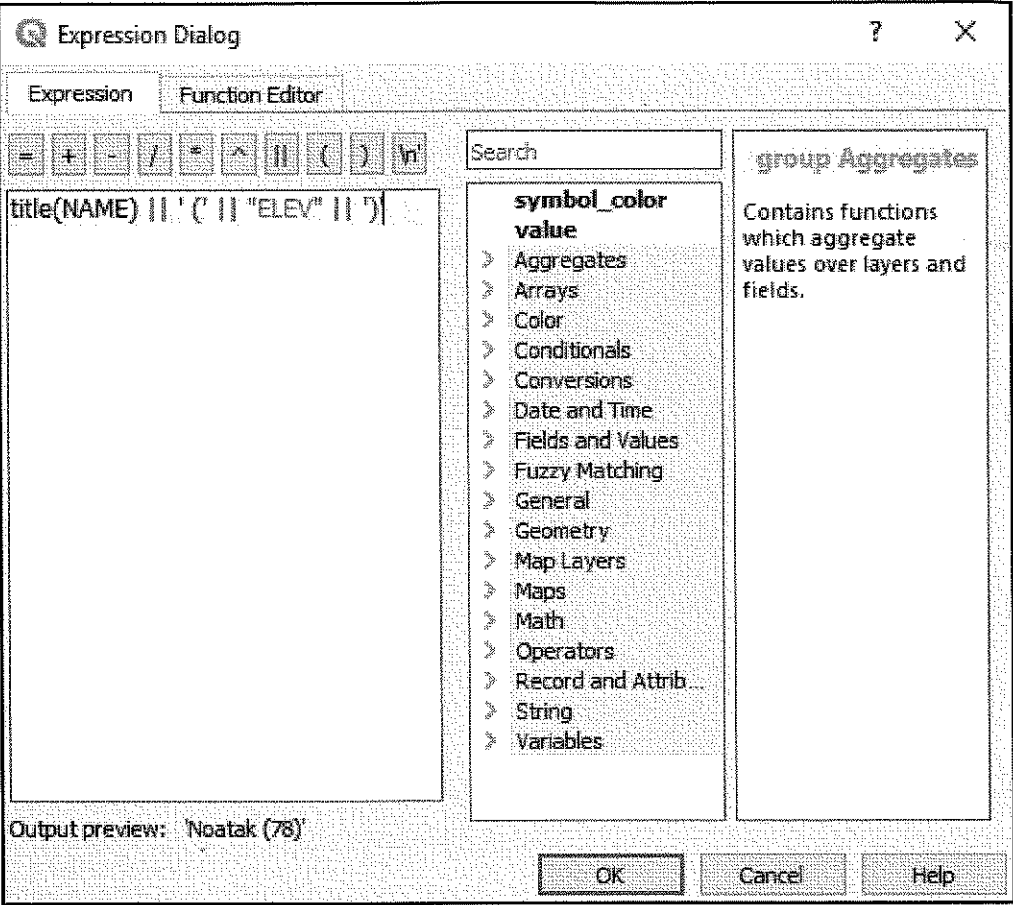 Expression Dialog ? X
Expression Function Editor
= + - / * ^ || ( ) '\n'
title(NAME) || ' (' || "ELEV" || ')'
Search
symbol_color
value
Aggregates
Arrays
Color
Conditionals
Conversions
Date and Time
Fields and Values
Fuzzy Matching
General
Geometry
Map Layers
Maps
Math
Operators
Record and Attrib...
String
Variables
group Aggregates
Contains functions
which aggregate
values over layers and
fields.
Output preview: 'Noatak (78)'
OK Cancel Help